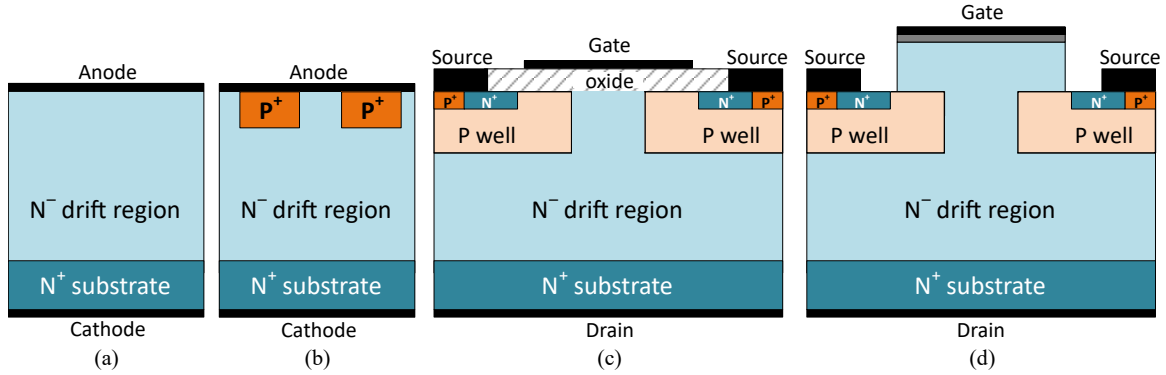 Anode
N⁻ drift region
N⁺ substrate
Cathode
(a)
Anode
P⁺ P⁺
N⁻ drift region
N⁺ substrate
Cathode
(b)
Source Gate Source
oxide
P⁺ N⁺ N⁺ P⁺
P well P well
N⁻ drift region
N⁺ substrate
Drain
(c)
Gate
Source Source
P⁺ N⁺ N⁺ P⁺
P well P well
N⁻ drift region
N⁺ substrate
Drain
(d)